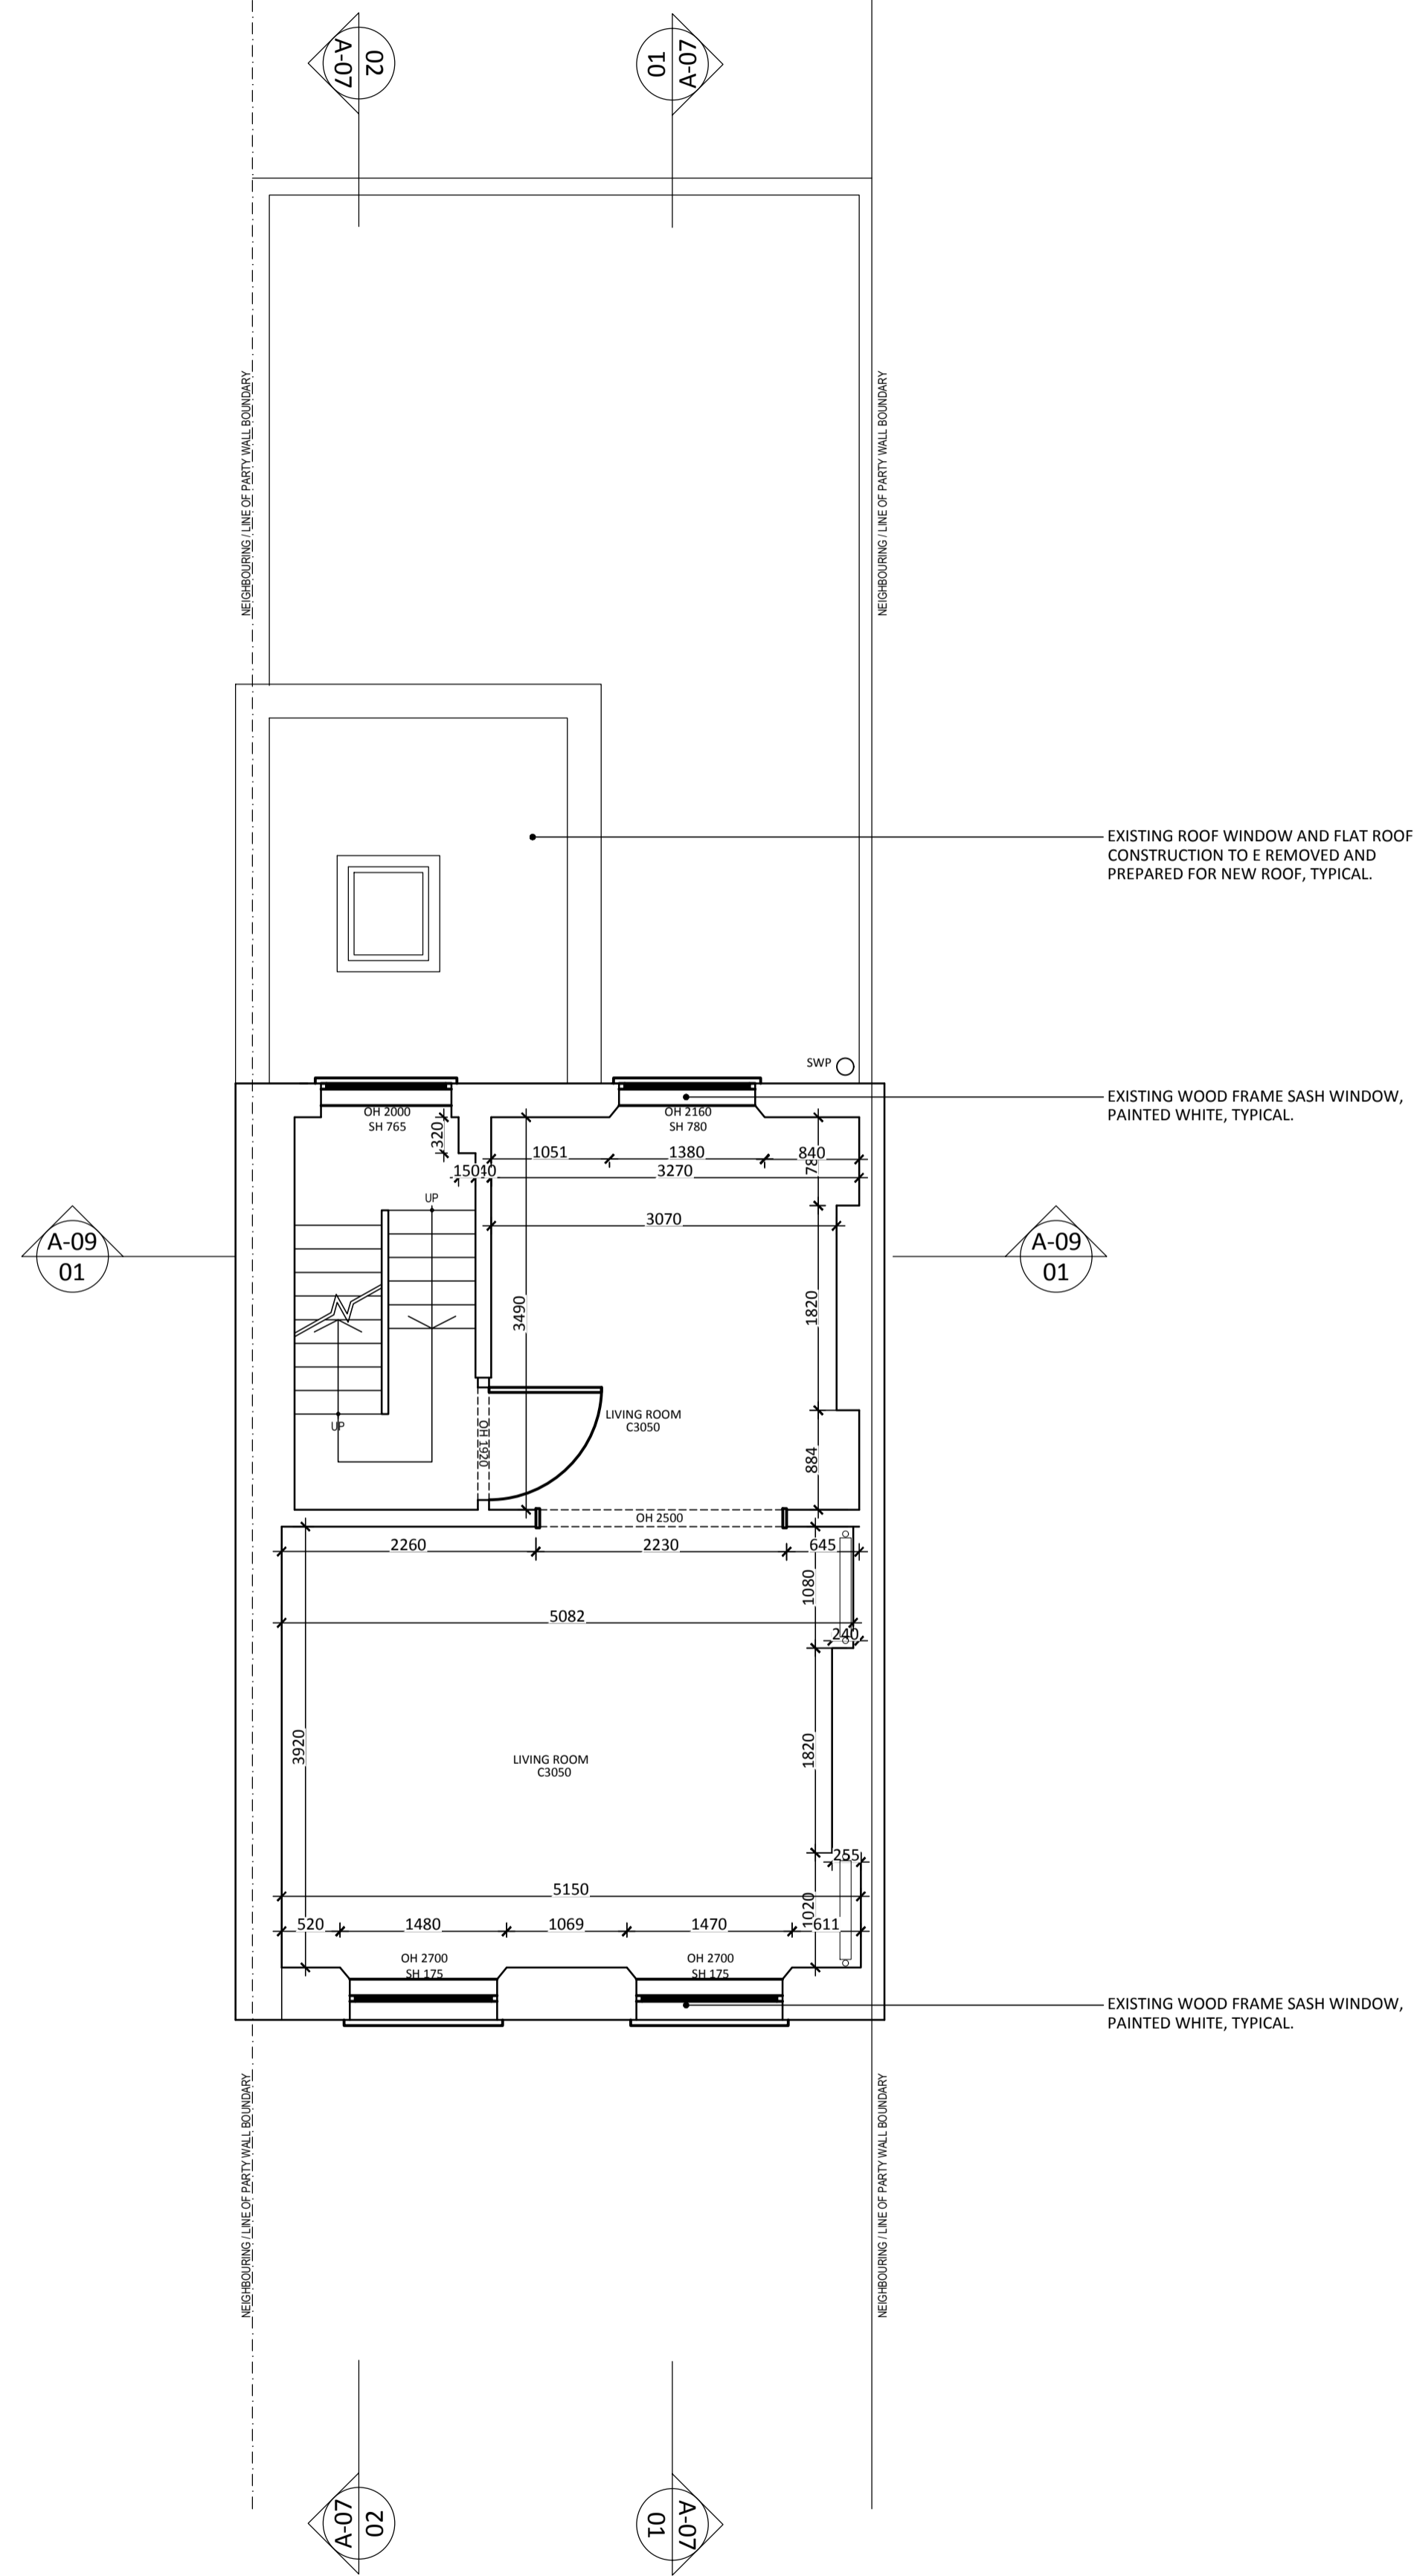 02
A-07
01
A-07
NEIGHBOURING / LINE OF PARTY WALL BOUNDARY
NEIGHBOURING / LINE OF PARTY WALL BOUNDARY
EXISTING ROOF WINDOW AND FLAT ROOF
CONSTRUCTION TO E REMOVED AND
PREPARED FOR NEW ROOF, TYPICAL.
SWP
EXISTING WOOD FRAME SASH WINDOW,
PAINTED WHITE, TYPICAL.
OH 2000
SH 765
OH 2160
SH 780
320
1051
1380
840
150
3270
UP
3070
A-09
01
A-09
01
3490
1820
LIVING ROOM
C3050
UP
OH 1920
884
OH 2500
2260
2230
645
1080
5082
240
3920
1820
LIVING ROOM
C3050
255
5150
1020
520
1480
1069
1470
611
OH 2700
SH 175
OH 2700
SH 175
EXISTING WOOD FRAME SASH WINDOW,
PAINTED WHITE, TYPICAL.
NEIGHBOURING / LINE OF PARTY WALL BOUNDARY
NEIGHBOURING / LINE OF PARTY WALL BOUNDARY
A-07
02
A-07
01